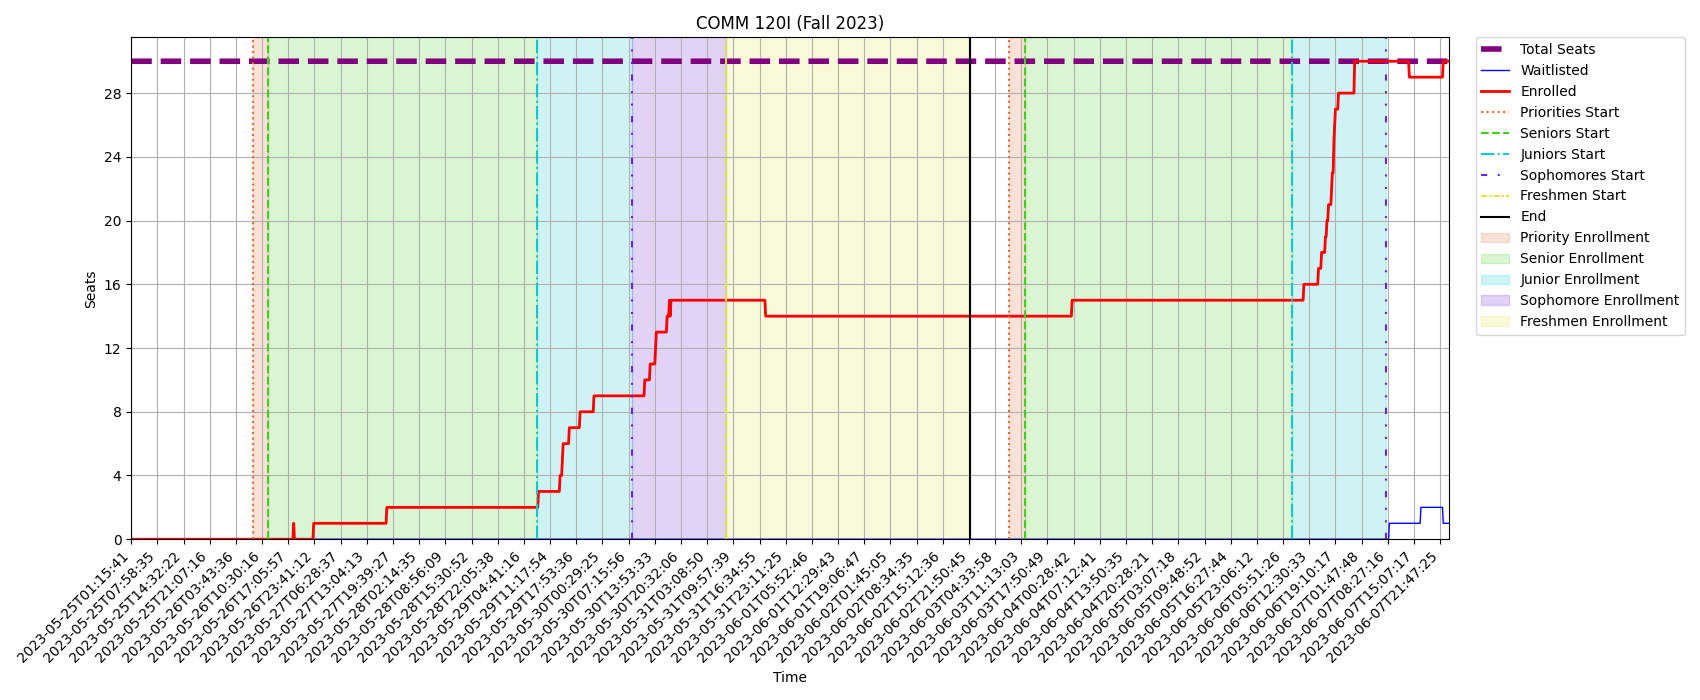 COMM 120I (Fall 2023)
Seats
28
24
20
16
12
8
4
0
2023-05-25T01:15:41
2023-05-25T07:58:35
2023-05-25T14:32:22
2023-05-25T21:07:16
2023-05-26T03:43:36
2023-05-26T10:30:16
2023-05-26T17:05:57
2023-05-26T23:41:12
2023-05-27T06:28:37
2023-05-27T13:04:13
2023-05-27T19:39:27
2023-05-28T02:14:35
2023-05-28T08:56:09
2023-05-28T15:30:52
2023-05-28T22:05:38
2023-05-29T04:41:16
2023-05-29T11:17:54
2023-05-29T17:53:36
2023-05-30T00:29:25
2023-05-30T07:15:56
2023-05-30T13:53:33
2023-05-30T20:32:06
2023-05-31T03:08:50
2023-05-31T09:57:39
2023-05-31T16:34:55
2023-05-31T23:11:25
2023-06-01T05:52:46
2023-06-01T12:29:43
2023-06-01T19:06:47
2023-06-02T01:45:05
2023-06-02T08:34:35
2023-06-02T15:12:36
2023-06-02T21:50:45
2023-06-03T04:33:58
2023-06-03T11:13:03
2023-06-03T17:50:49
2023-06-04T00:28:42
2023-06-04T07:12:41
2023-06-04T13:50:35
2023-06-04T20:28:21
2023-06-05T03:07:18
2023-06-05T09:48:52
2023-06-05T16:27:44
2023-06-05T23:06:12
2023-06-06T05:51:26
2023-06-06T12:30:33
2023-06-06T19:10:17
2023-06-07T01:47:48
2023-06-07T08:27:16
2023-06-07T15:07:17
2023-06-07T21:47:25
Time
Total Seats
Waitlisted
Enrolled
Priorities Start
Seniors Start
Juniors Start
Sophomores Start
Freshmen Start
End
Priority Enrollment
Senior Enrollment
Junior Enrollment
Sophomore Enrollment
Freshmen Enrollment